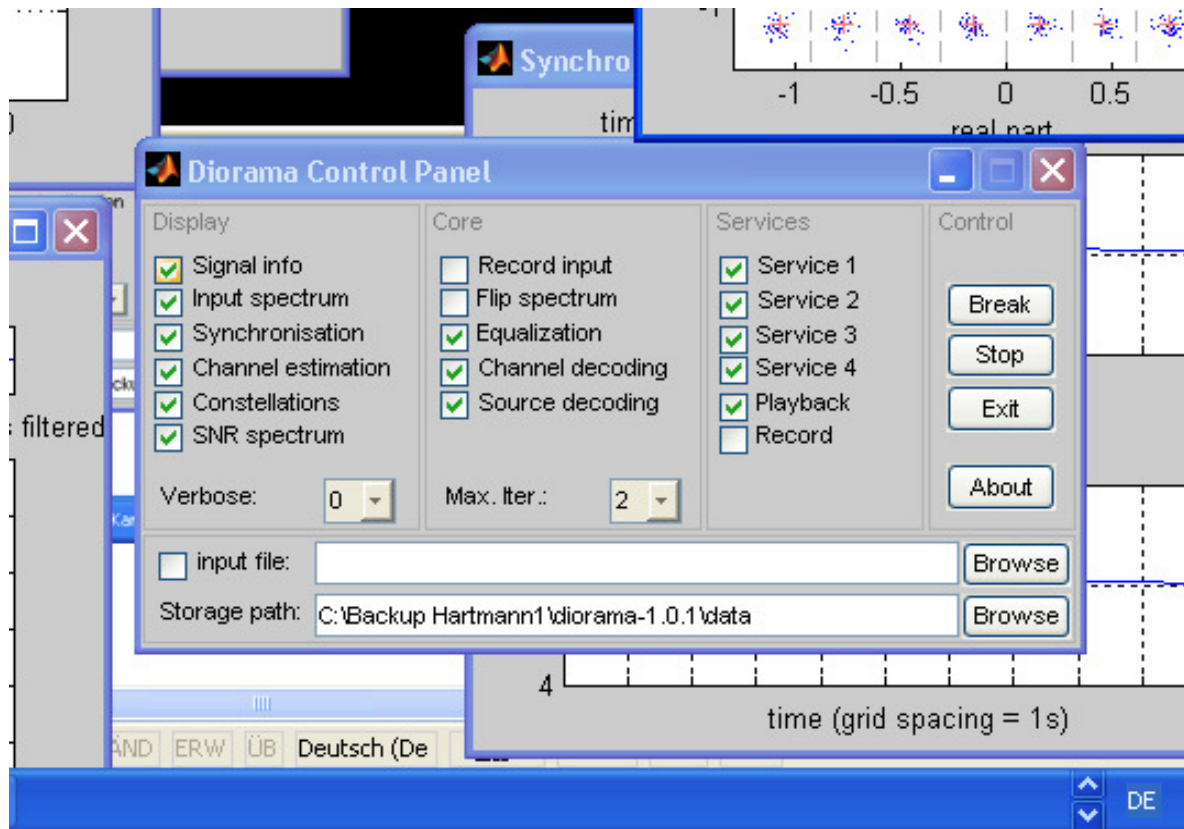 -1
Synchro
-1 -0.5 0 0.5
real part
Diorama Control Panel
Display
Signal info
Input spectrum
Synchronisation
Channel estimation
Constellations
SNR spectrum
Verbose: 0
Core
Record input
Flip spectrum
Equalization
Channel decoding
Source decoding
Max. Iter.: 2
Services
Service 1
Service 2
Service 3
Service 4
Playback
Record
Control
Break
Stop
Exit
About
input file:
Browse
Storage path: C:\Backup Hartmann1\diorama-1.0.1\data
Browse
filtered
4
time (grid spacing = 1s)
ÄND ERW ÜB Deutsch (De
DE